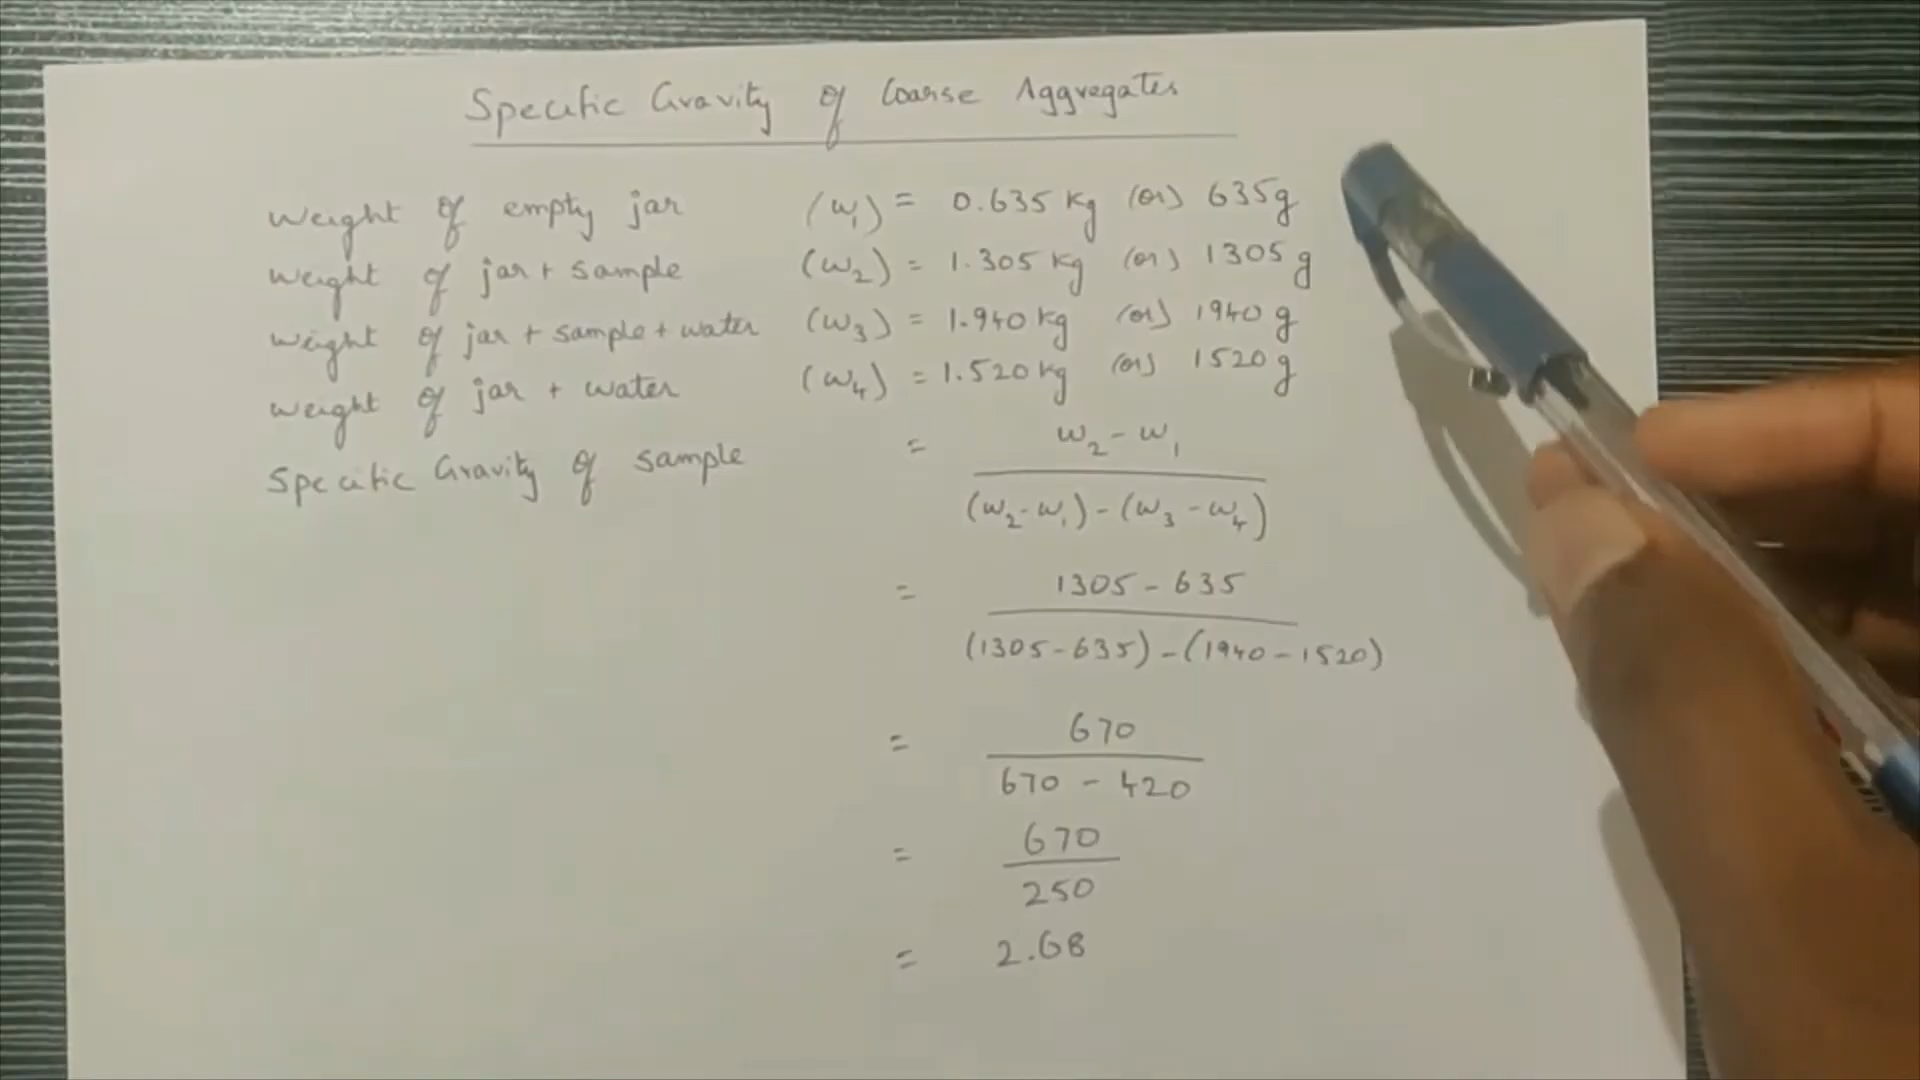 Specific Gravity of Coarse Aggregates
Weight of empty jar (W1) = 0.635 kg (or) 635g
Weight of jar + sample (W2) = 1.305 kg (or) 1305 g
Weight of jar + sample + water (W3) = 1.940 kg (or) 1940 g
Weight of jar + water (W4) = 1.520 kg (or) 1520 g
Specific Gravity of sample = W2 - W1
(W2 - W1) - (W3 - W4)
= 1305 - 635
(1305 - 635) - (1940 - 1520)
= 670
670 - 420
= 670
250
= 2.68